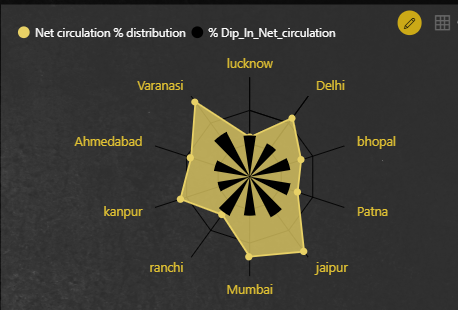 Net circulation % distribution % Dip_In_Net_circulation
lucknow
Varanasi Delhi
Ahmedabad bhopal
kanpur Patna
ranchi jaipur
Mumbai